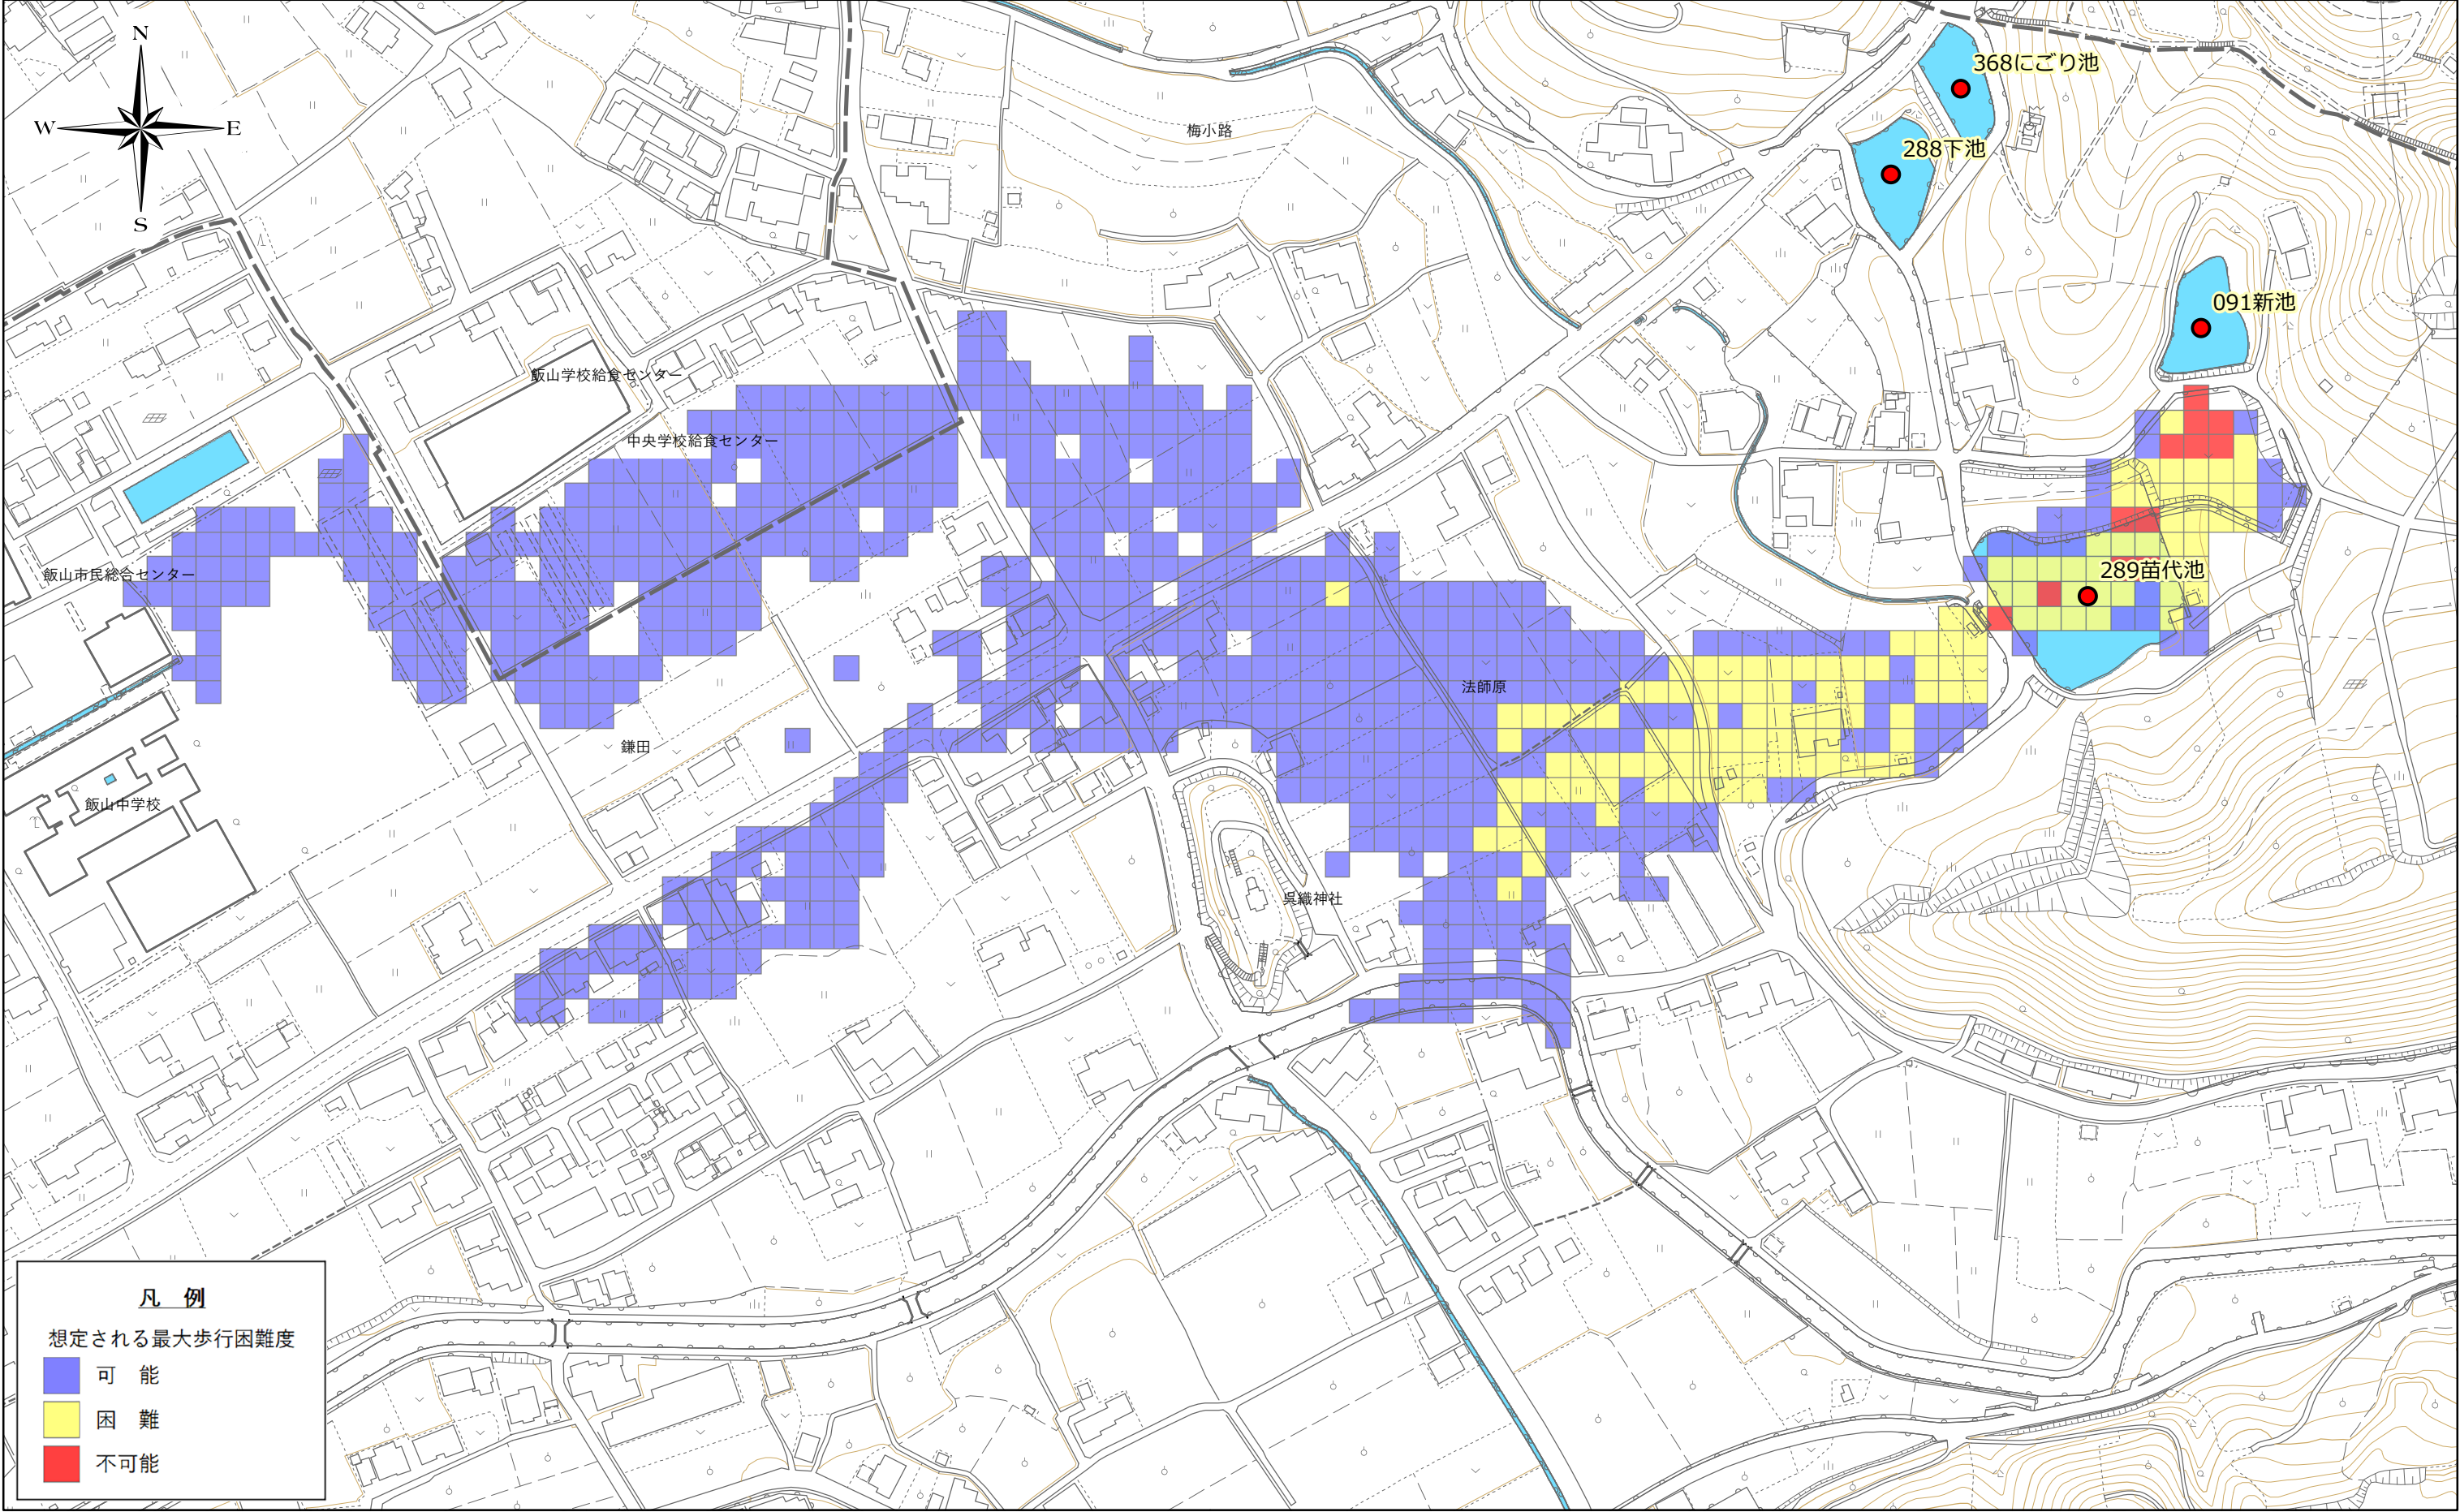 N
W
E
S
368にごり池
梅小路
288下池
091新池
飯山学校給食センター
中央学校給食センター
飯山市民総合センター
289苗代池
法師原
鎌田
飯山中学校
呉織神社
凡 例
想定される最大歩行困難度
可 能
困 難
不可能